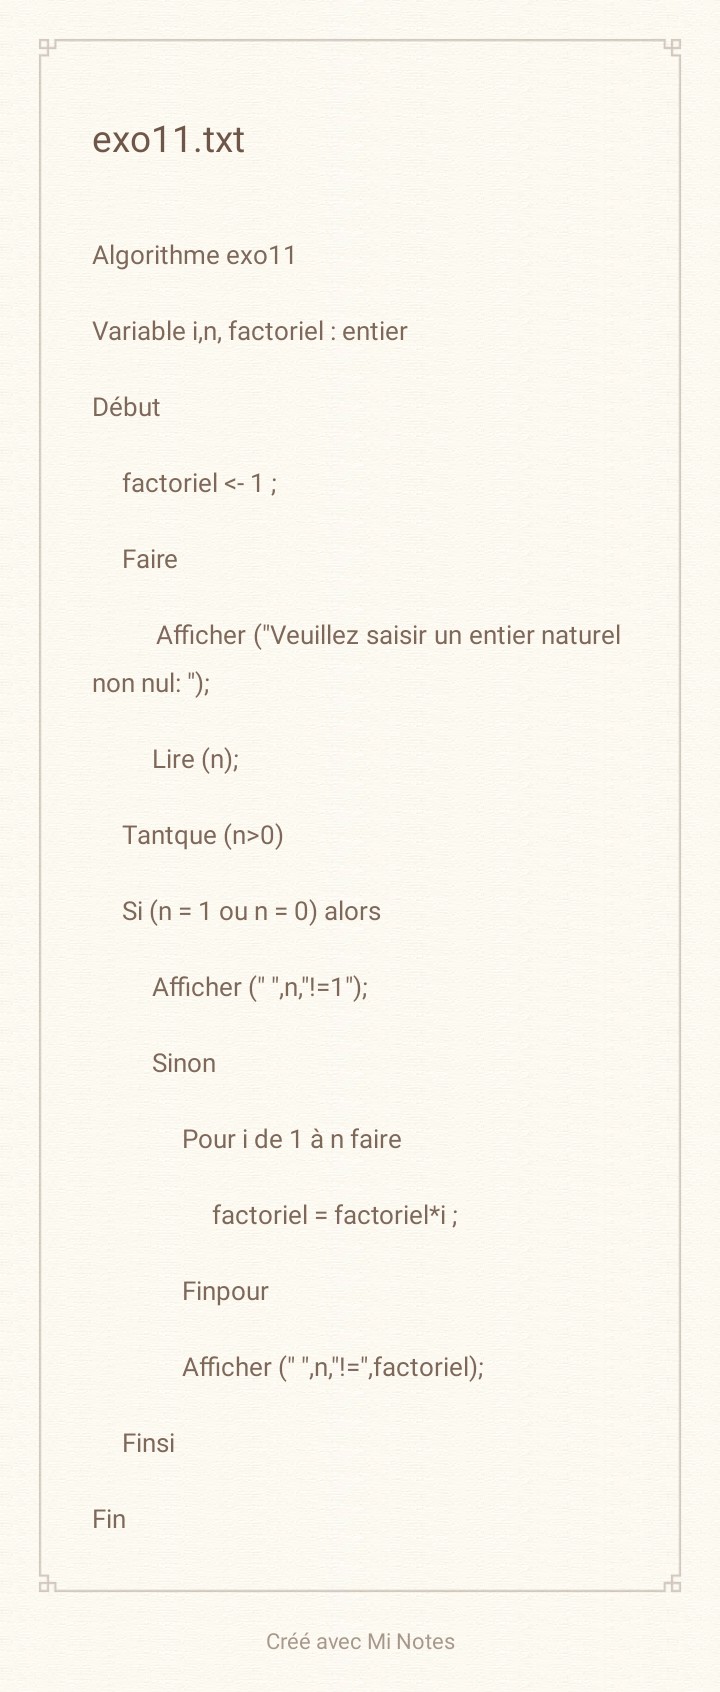 exo11.txt
Algorithme exo11
Variable i,n, factoriel : entier
Début
factoriel <- 1 ;
Faire
Afficher ("Veuillez saisir un entier naturel
non nul: ");
Lire (n);
Tantque (n>0)
Si (n = 1 ou n = 0) alors
Afficher (" ",n,"!=1");
Sinon
Pour i de 1 à n faire
factoriel = factoriel*i ;
Finpour
Afficher (" ",n,"!=",factoriel);
Finsi
Fin
Créé avec Mi Notes